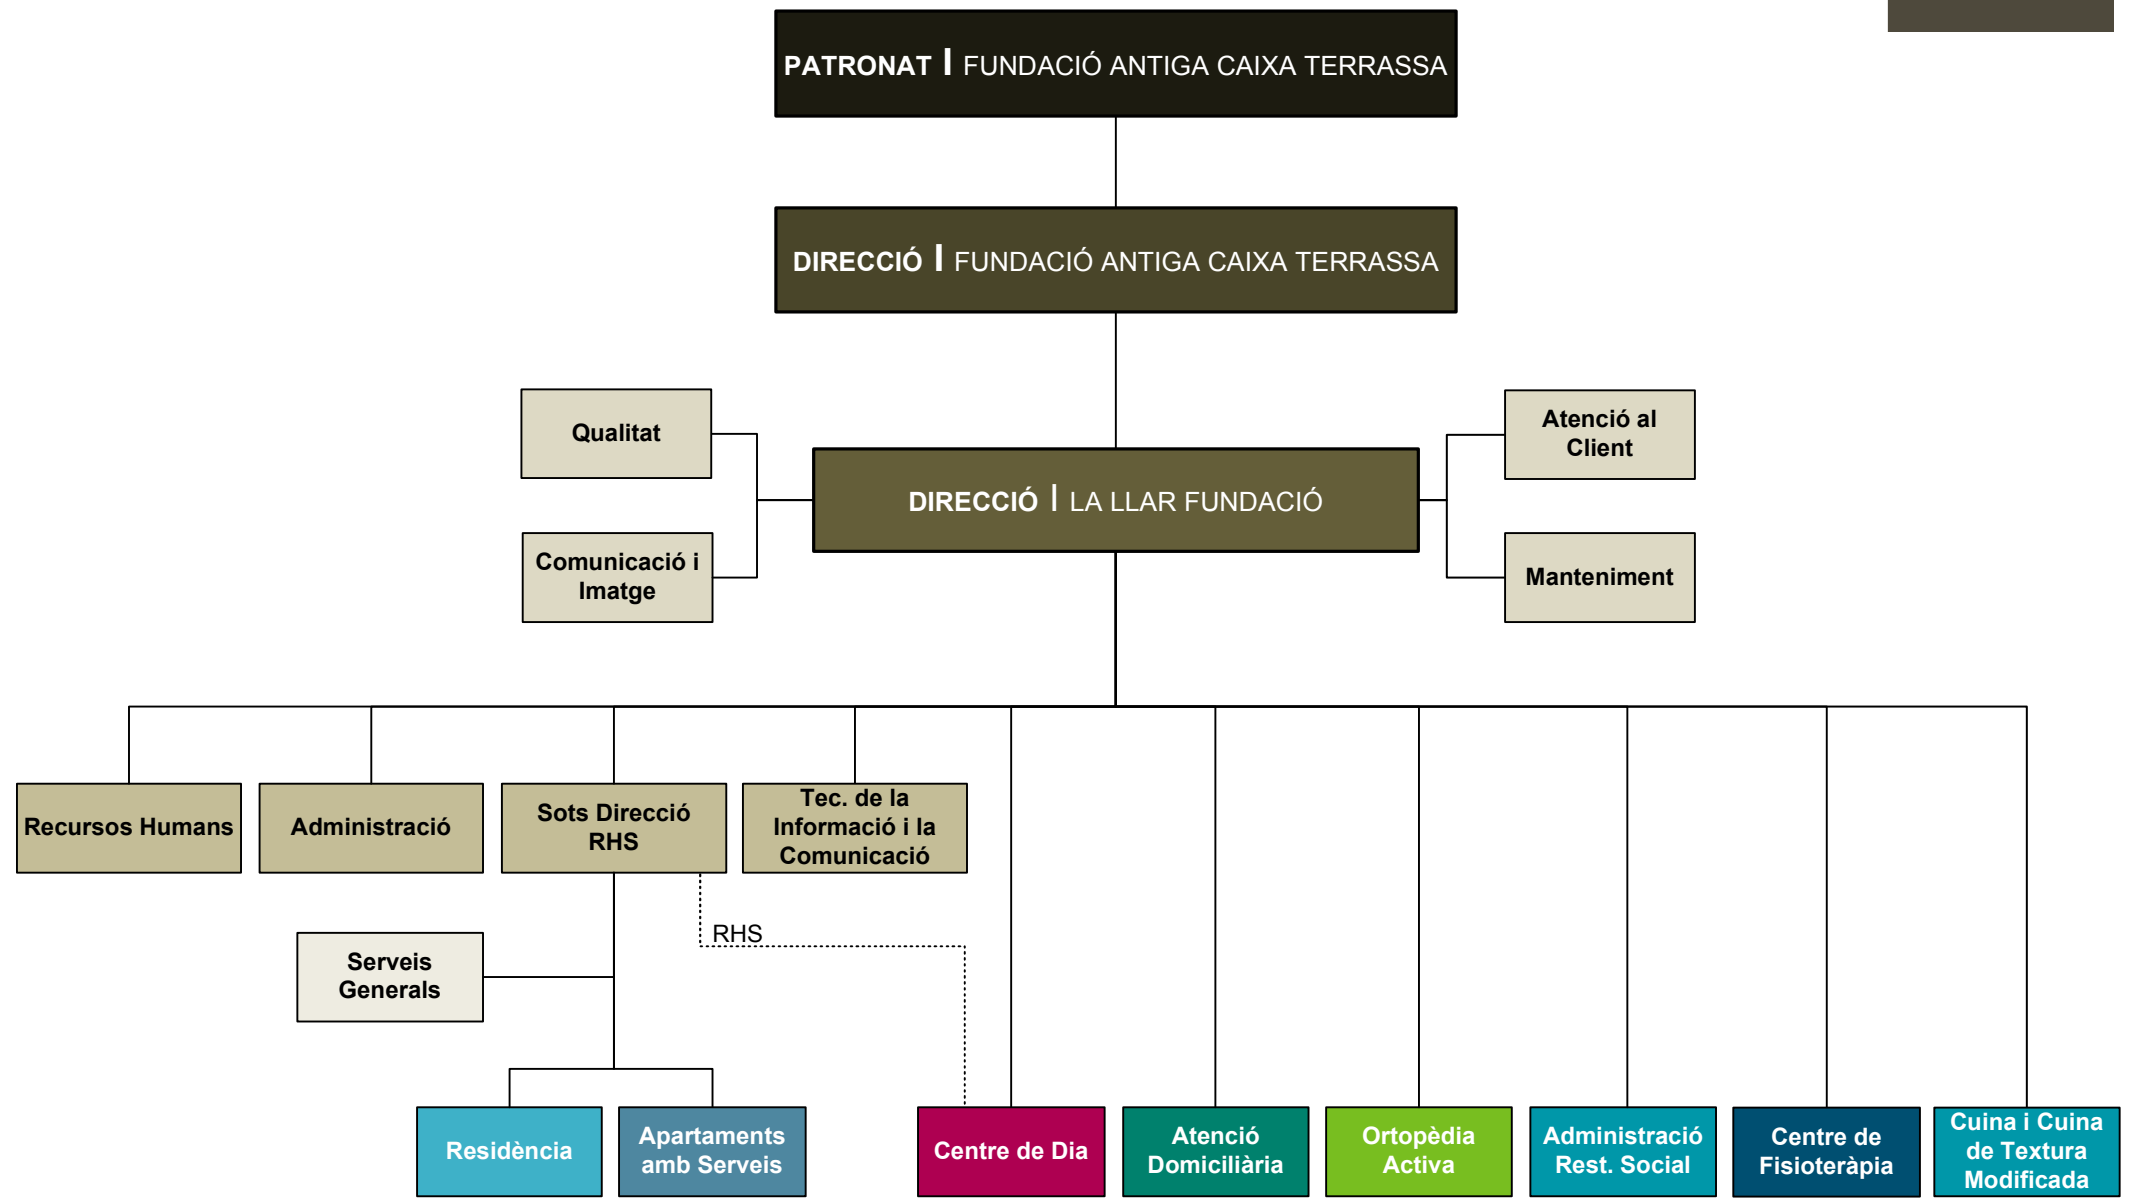 PATRONAT I FUNDACIÓ ANTIGA CAIXA TERRASSA
DIRECCIÓ I FUNDACIÓ ANTIGA CAIXA TERRASSA
Qualitat
Atenció al
Client
DIRECCIÓ I LA LLAR FUNDACIÓ
Comunicació i
Imatge
Manteniment
Recursos Humans
Administració
Sots Direcció
RHS
Tec. de la
Informació i la
Comunicació
RHS
Serveis
Generals
Residència
Apartaments
amb Serveis
Centre de Dia
Atenció
Domiciliària
Ortopèdia
Activa
Administració
Rest. Social
Centre de
Fisioteràpia
Cuina i Cuina
de Textura
Modificada